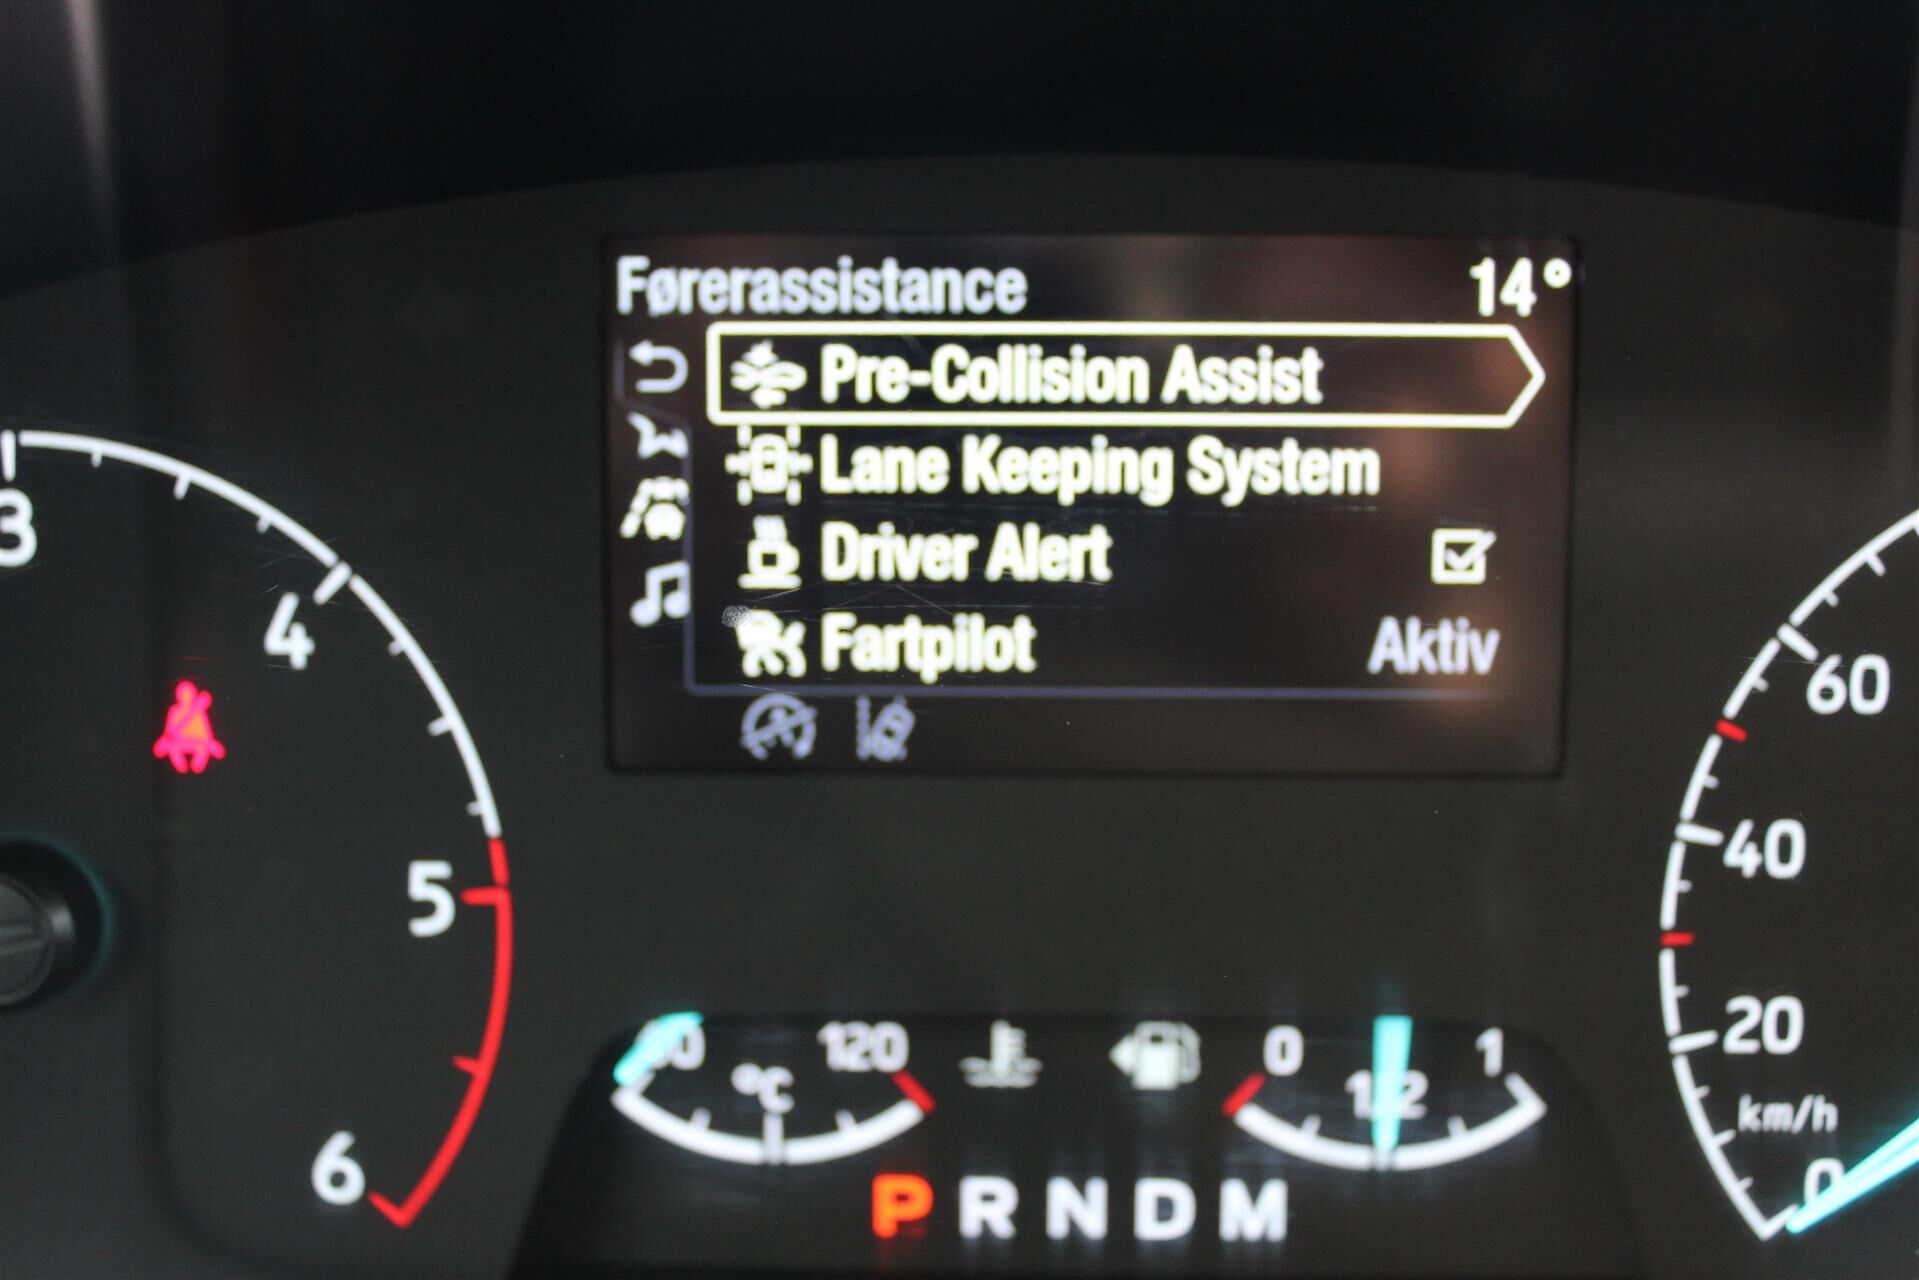 Førerassistance 14°
Pre-Collision Assist
Lane Keeping System
Driver Alert
Fartpilot Aktiv
3
4
5
6
60
40
20
km/h
0
120
°C
0
1/2
1
P R N D M